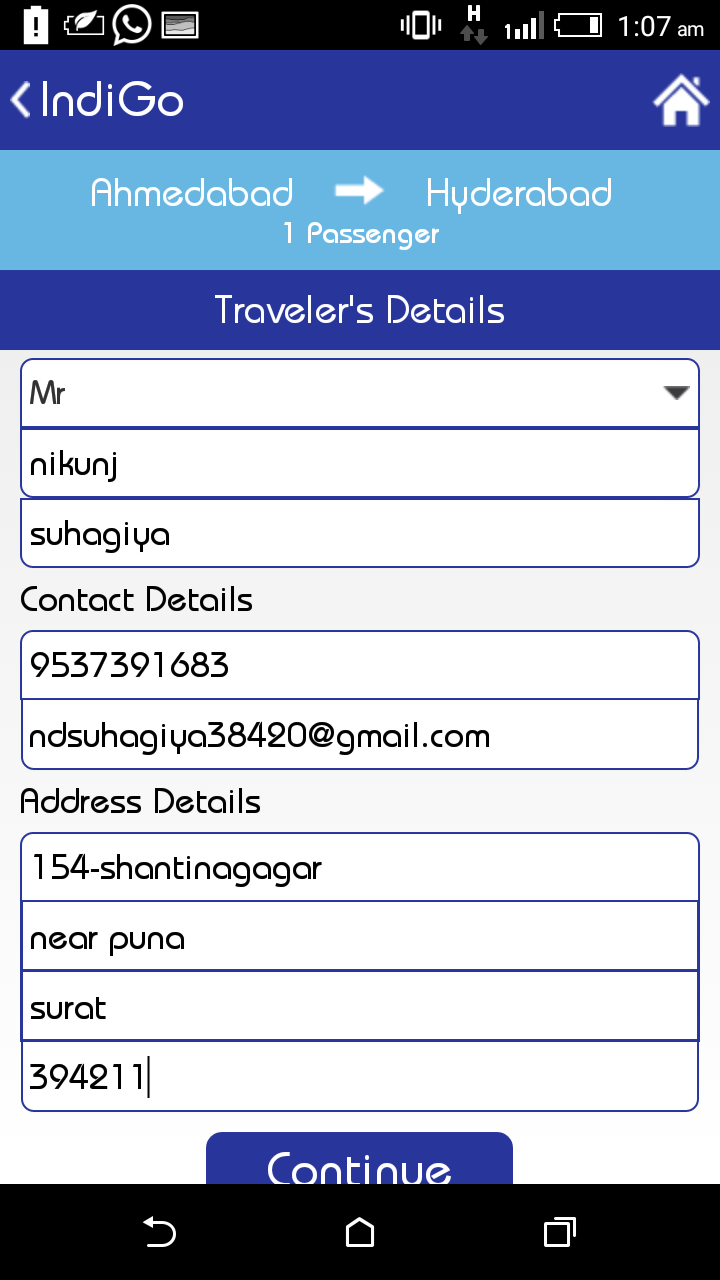 H
1:07 am
IndiGo
Ahmedabad Hyderabad
1 Passenger
Traveler's Details
Mr
nikunj
suhagiya
Contact Details
9537391683
ndsuhagiya38420@gmail.com
Address Details
154-shantinagagar
near puna
surat
394211
Continue